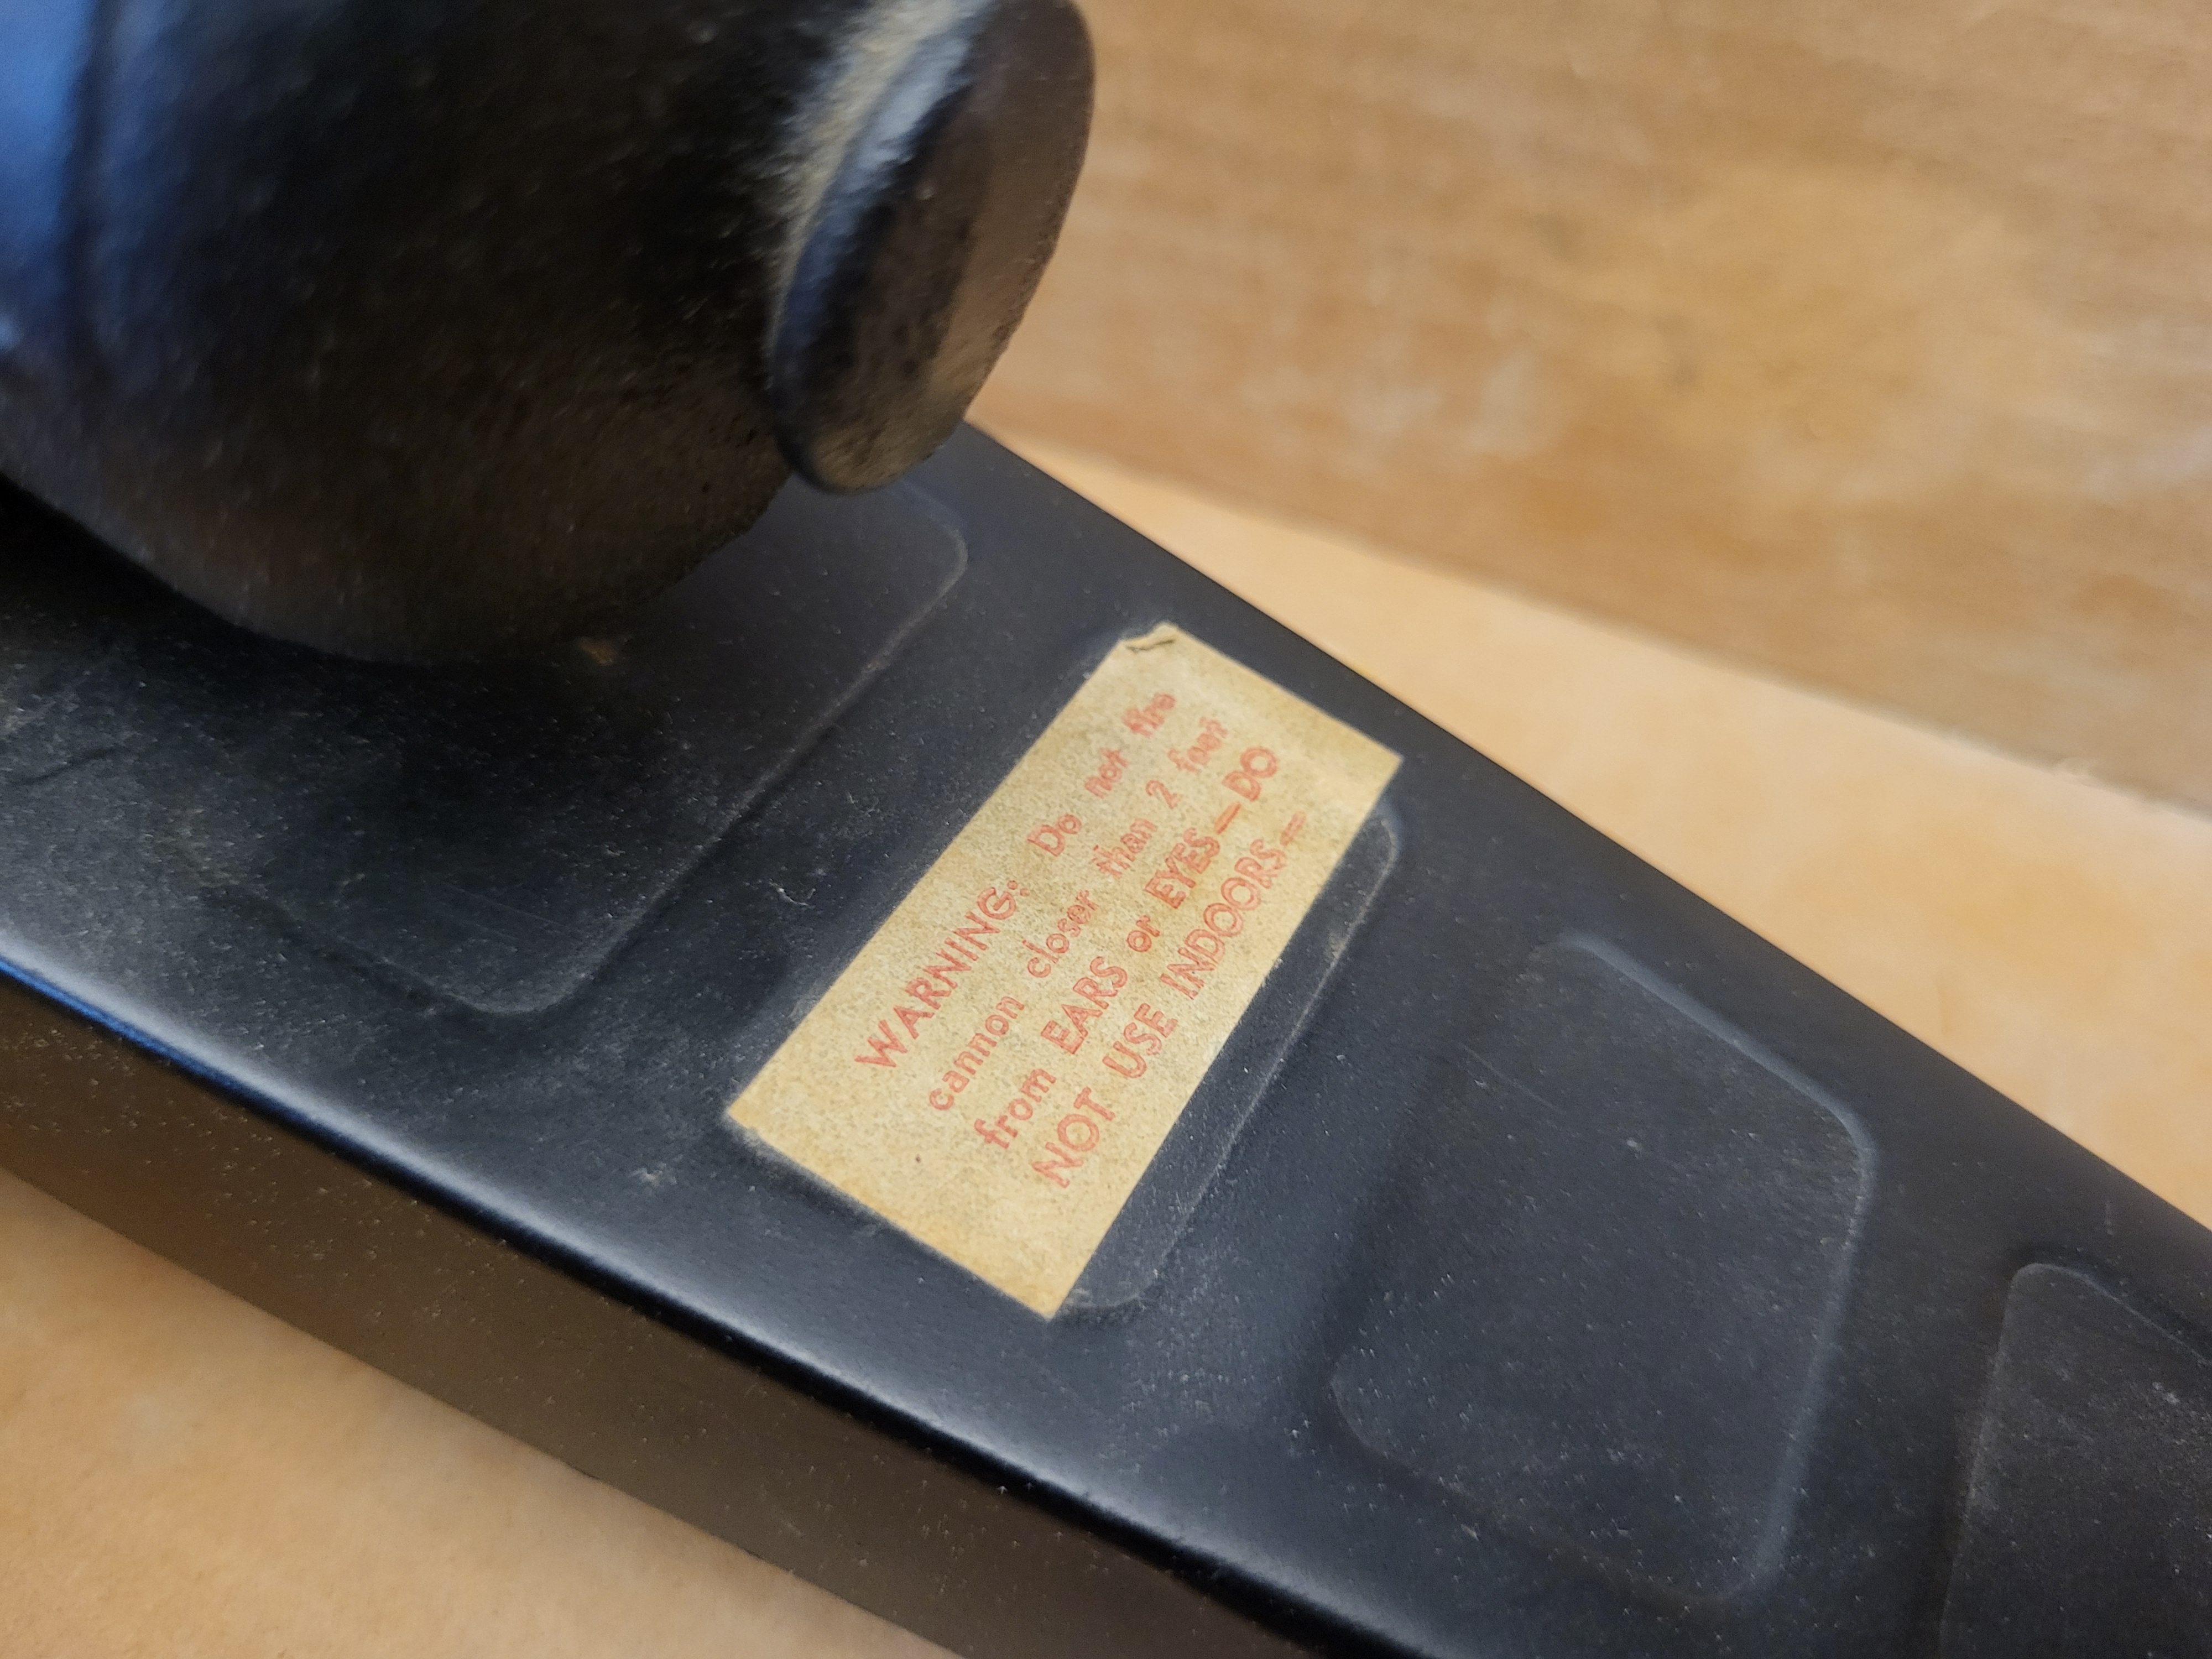 WARNING: Do not fire
cannon closer than 2 feet
from EARS or EYES—DO
NOT USE INDOORS—